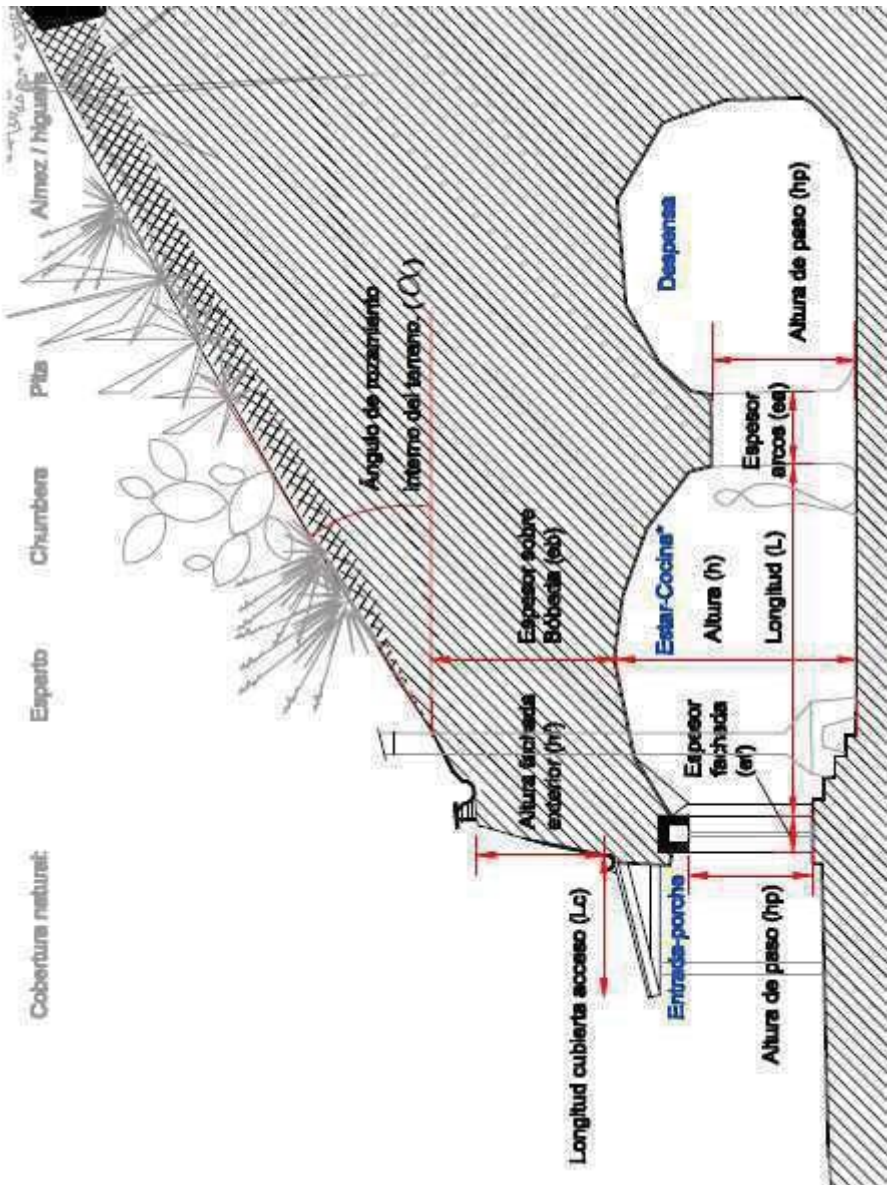 Cobertura natural:
Esparto
Chumbera
Pita
Almez / higuera
Ángulo de rozamiento
interno del terreno (α)
Espesor sobre
Bóbeda (eb)
Altura fachada
exterior (hf)
Longitud cubierta acceso (Lc)
Entrada-porche
Altura de paso (hp)
Espesor
fachada
(ef)
Estar-Cocina*
Altura (h)
Longitud (L)
Espesor
arcos (ea)
Despensa
Altura de paso (hp)